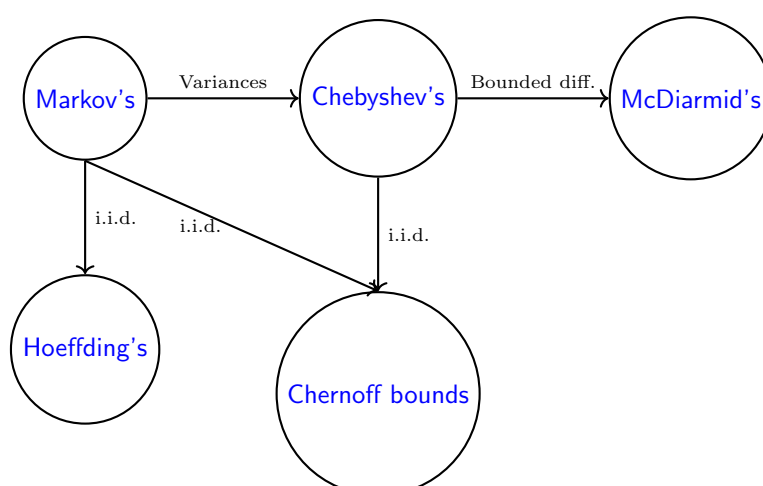 Variances
Bounded diff.
Markov's
Chebyshev's
McDiarmid's
i.i.d.
i.i.d.
i.i.d.
Hoeffding's
Chernoff bounds